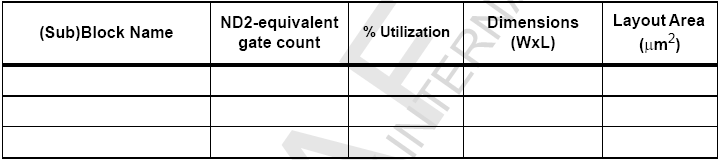 (Sub)Block Name
ND2-equivalent
gate count
% Utilization
Dimensions
(WxL)
Layout Area
(μm²)